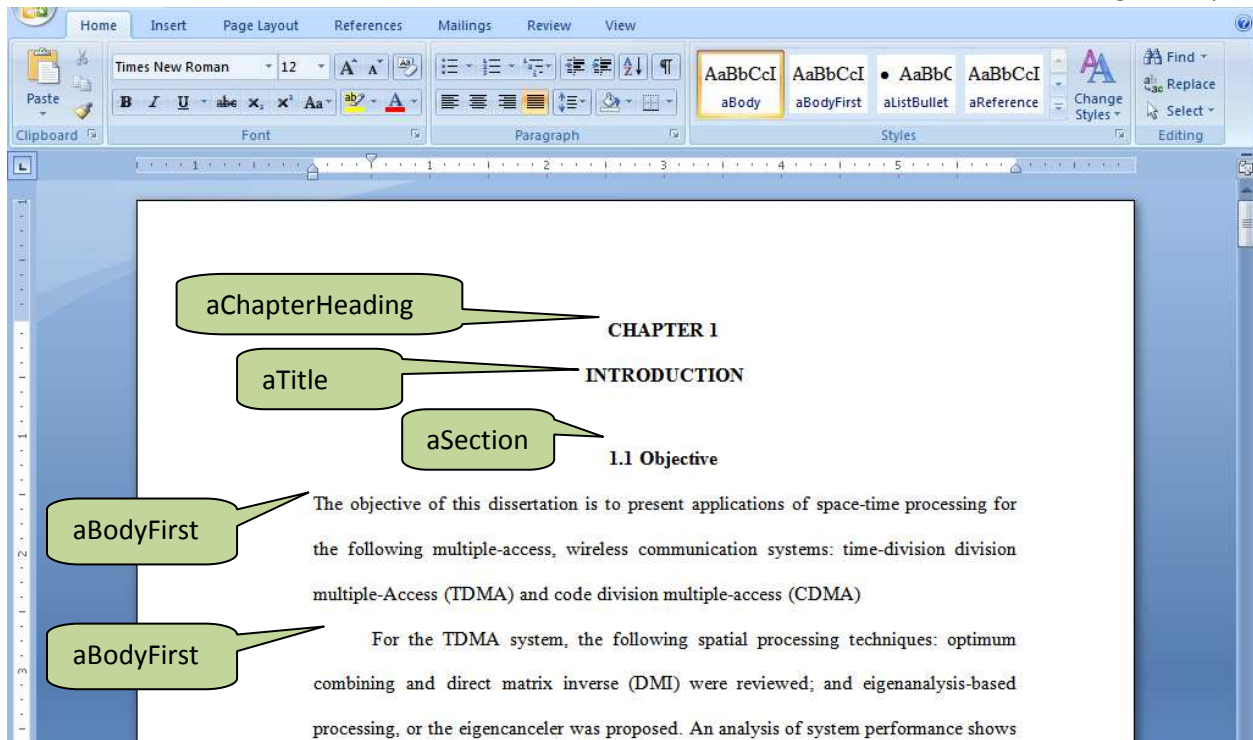 Home Insert Page Layout References Mailings Review View
Times New Roman 12
AaBbCcI AaBbCcI • AaBbC AaBbCcI
Paste
aBody aBodyFirst aListBullet aReference
Change Styles
Find
Replace
Select
Clipboard Font Paragraph Styles Editing
aChapterHeading
CHAPTER 1
aTitle
INTRODUCTION
aSection
1.1 Objective
aBodyFirst
The objective of this dissertation is to present applications of space-time processing for
the following multiple-access, wireless communication systems: time-division division
multiple-Access (TDMA) and code division multiple-access (CDMA)
aBodyFirst
For the TDMA system, the following spatial processing techniques: optimum
combining and direct matrix inverse (DMI) were reviewed; and eigenanalysis-based
processing, or the eigencanceler was proposed. An analysis of system performance shows